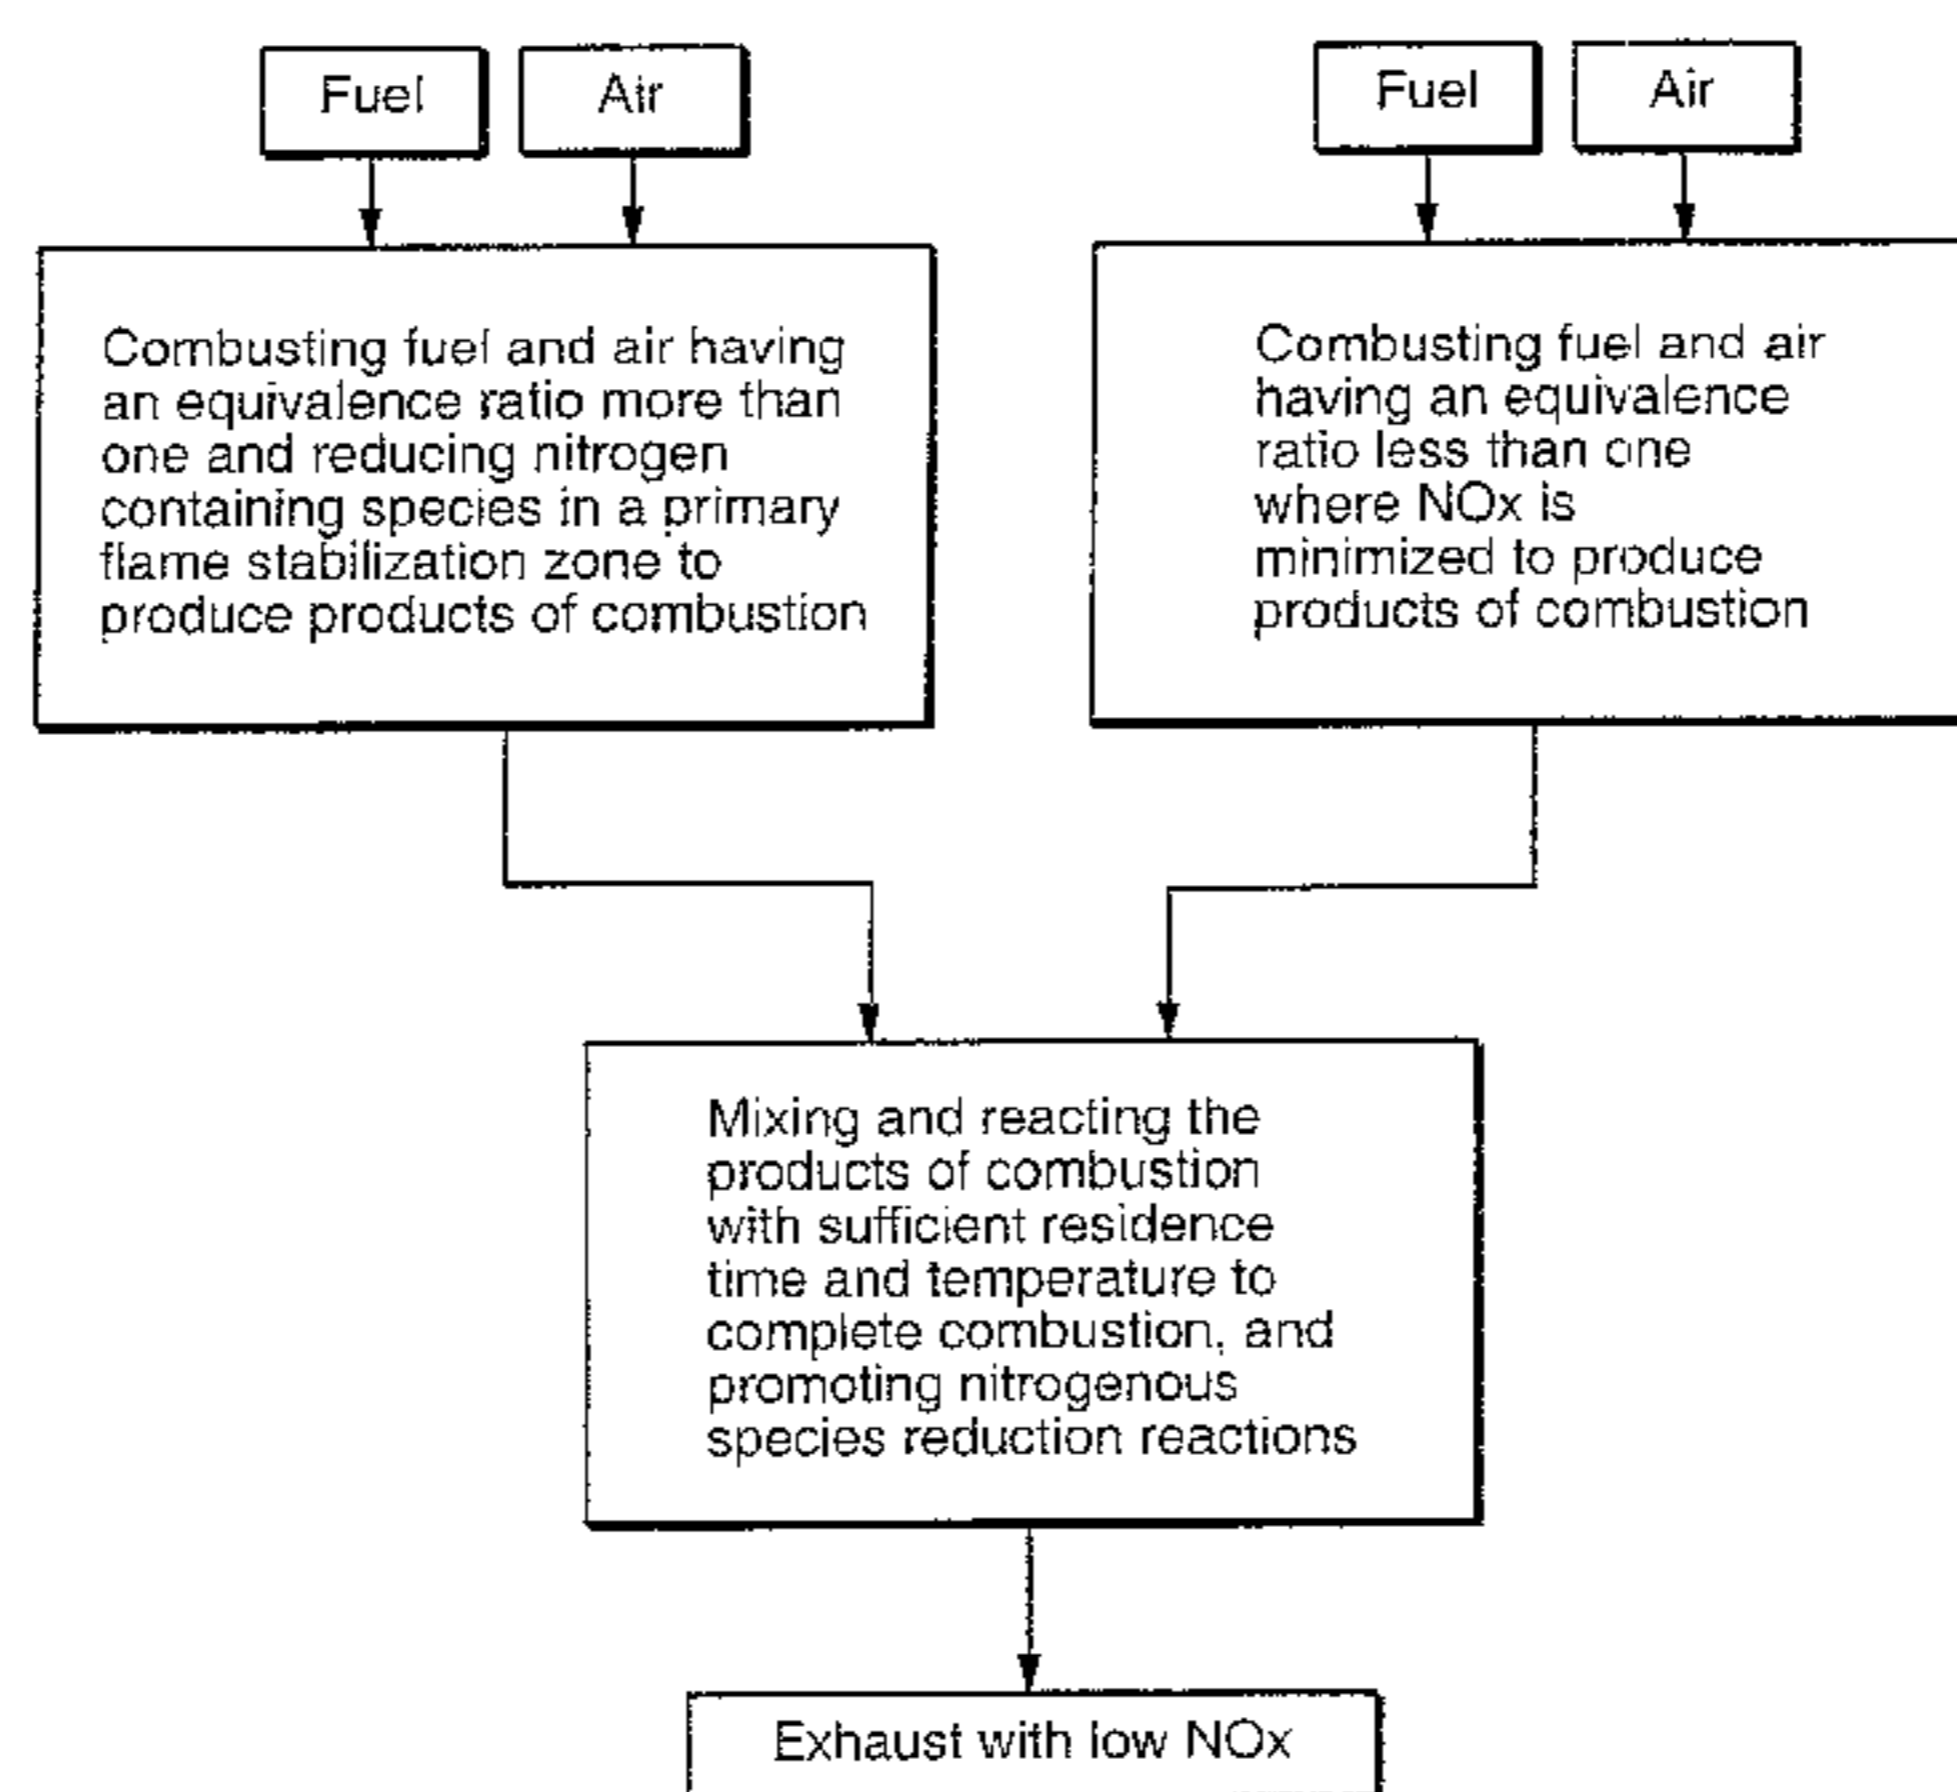 Fuel
Air
Fuel
Air
Combusting fuel and air having
an equivalence ratio more than
one and reducing nitrogen
containing species in a primary
flame stabilization zone to
produce products of combustion
Combusting fuel and air
having an equivalence
ratio less than one
where NOx is
minimized to produce
products of combustion
Mixing and reacting the
products of combustion
with sufficient residence
time and temperature to
complete combustion, and
promoting nitrogenous
species reduction reactions
Exhaust with low NOx